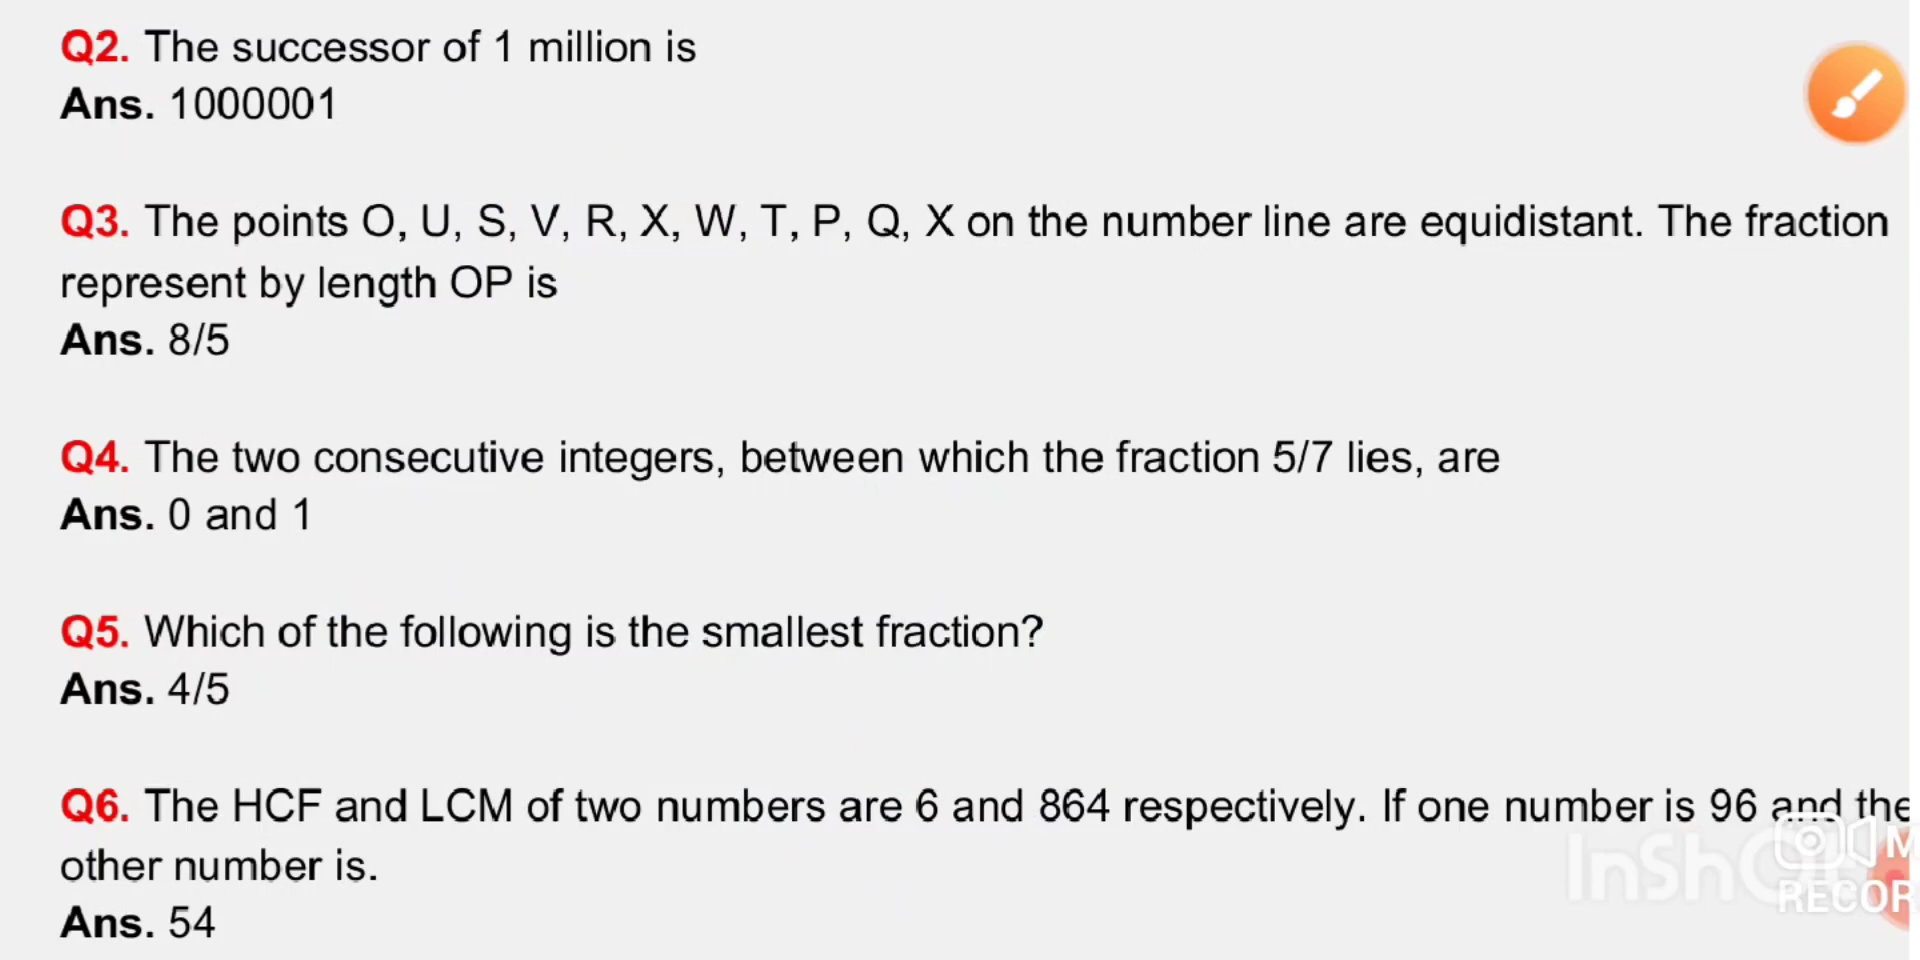 Q2. The successor of 1 million is
Ans. 1000001
Q3. The points O, U, S, V, R, X, W, T, P, Q, X on the number line are equidistant. The fraction
represent by length OP is
Ans. 8/5
Q4. The two consecutive integers, between which the fraction 5/7 lies, are
Ans. 0 and 1
Q5. Which of the following is the smallest fraction?
Ans. 4/5
Q6. The HCF and LCM of two numbers are 6 and 864 respectively. If one number is 96 and the
other number is.
Ans. 54